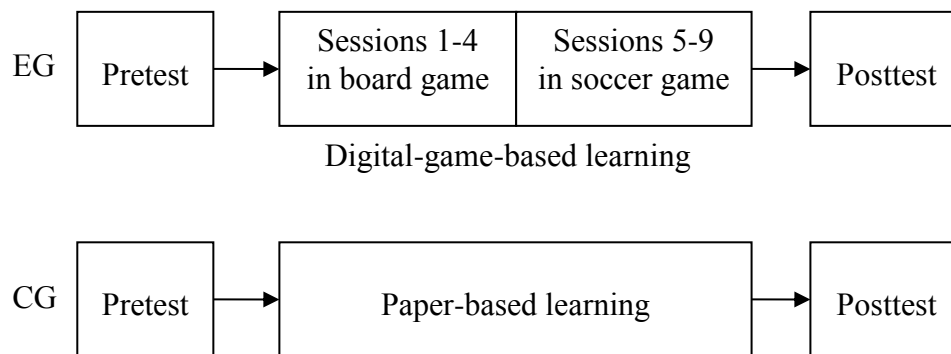 EG
Pretest
Sessions 1-4
in board game
Sessions 5-9
in soccer game
Posttest
Digital-game-based learning
CG
Pretest
Paper-based learning
Posttest